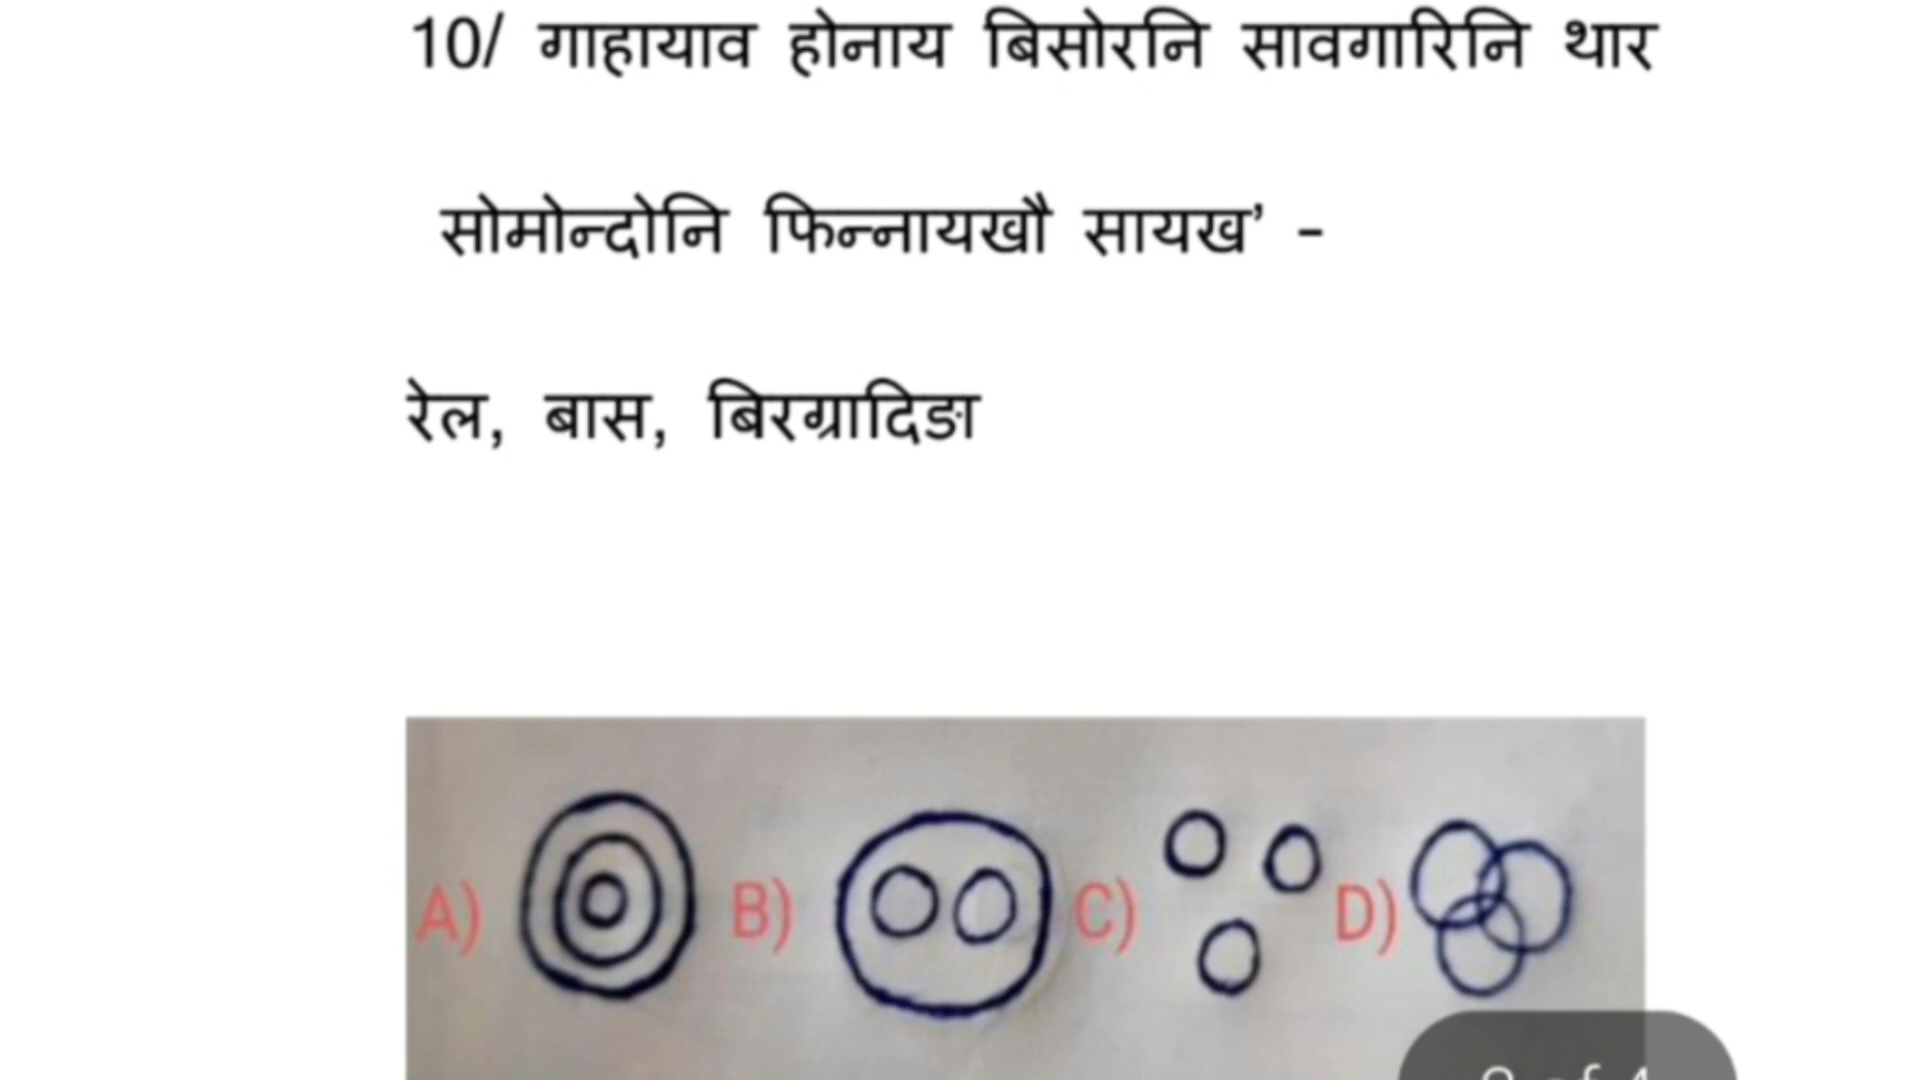 10/ गाहायाव होनाय बिसोरनि सावगारिनि थार
सोमोन्दोनि फिन्नायखौ सायख’ -
रेल, बास, बिरग्रादिङा
A) B) C) D)